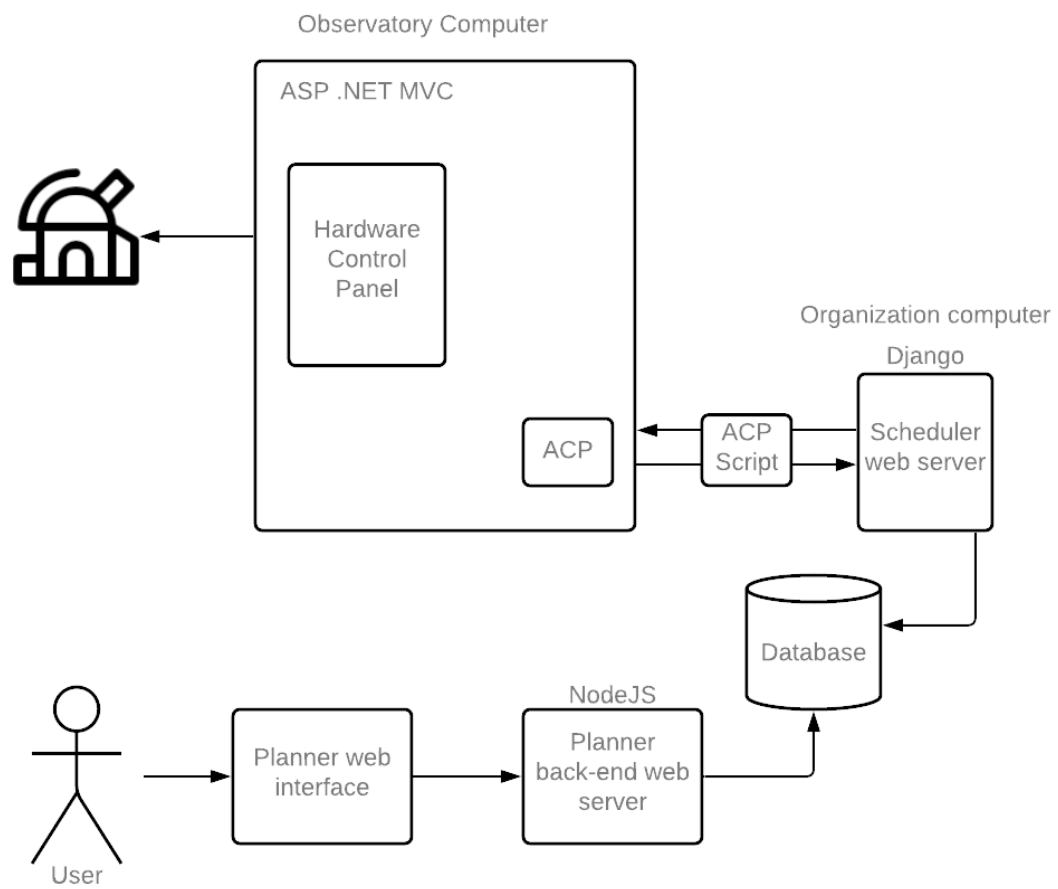 Observatory Computer
ASP .NET MVC
Hardware
Control
Panel
ACP
ACP
Script
Organization computer
Django
Scheduler
web server
Database
NodeJS
Planner
back-end web
server
Planner web
interface
User